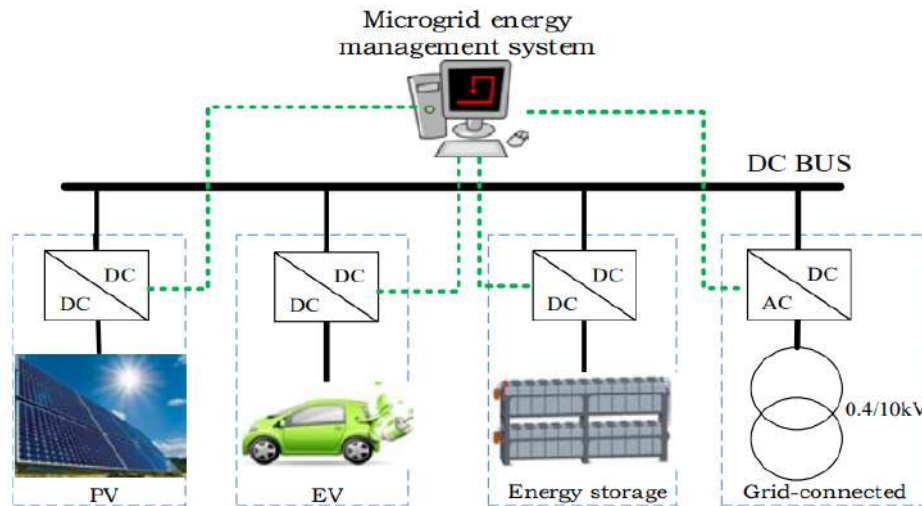 Microgrid energy
management system
DC BUS
DC
DC
DC
DC
DC
DC
DC
AC
0.4/10kV
PV
EV
Energy storage
Grid-connected